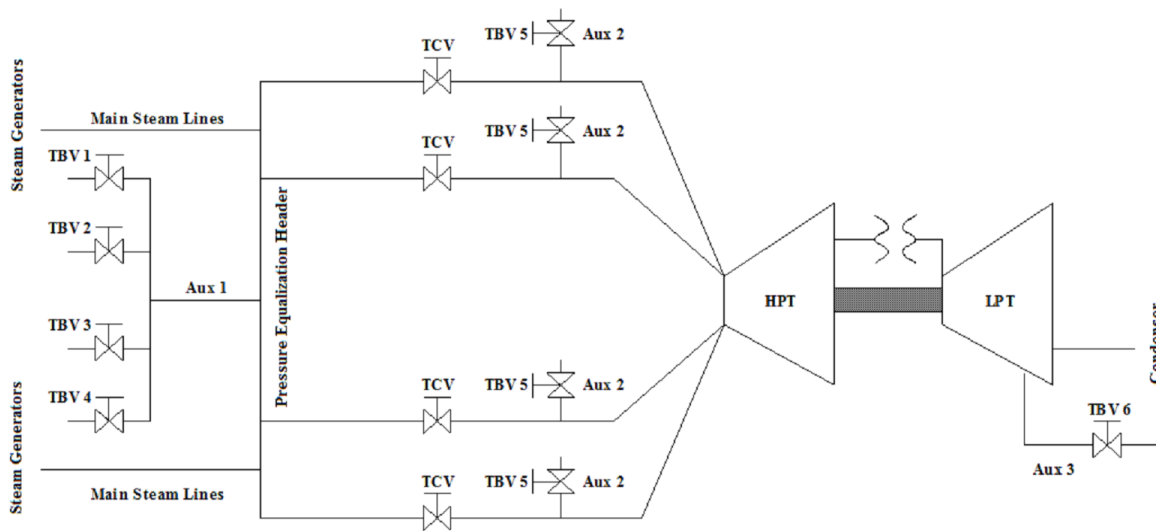 TBV 5
Aux 2
TCV
Steam Generators
Main Steam Lines
TBV 5
Aux 2
TCV
TBV 1
TBV 2
Pressure Equalization Header
Aux 1
HPT
LPT
TBV 3
Condenser
TBV 5
Aux 2
TBV 4
TCV
TBV 6
Steam Generators
Aux 3
TBV 5
Aux 2
Main Steam Lines
TCV